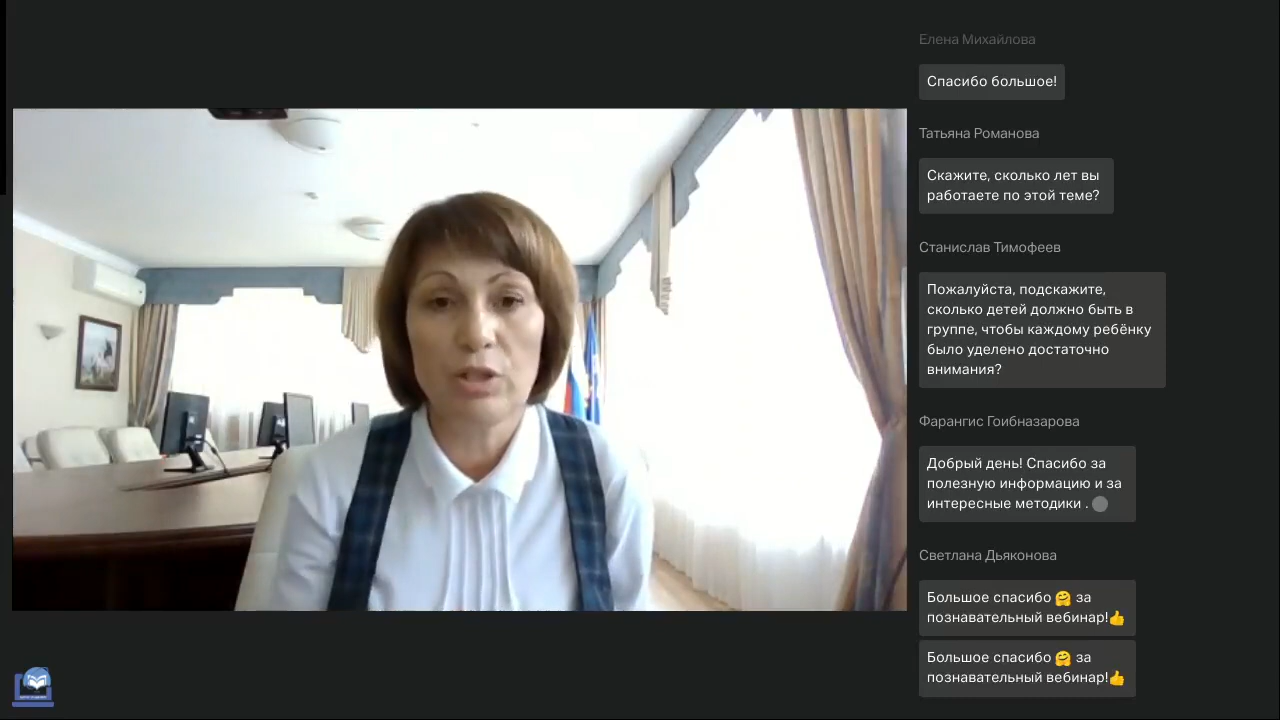 Елена Михайлова
Спасибо большое!
Татьяна Романова
Скажите, сколько лет вы
работаете по этой теме?
Станислав Тимофеев
Пожалуйста, подскажите,
сколько детей должно быть в
группе, чтобы каждому ребёнку
было уделено достаточно
внимания?
Фарангис Гоибназарова
Добрый день! Спасибо за
полезную информацию и за
интересные методики .
Светлана Дьяконова
Большое спасибо 🤗 за
познавательный вебинар!👍
Большое спасибо 🤗 за
познавательный вебинар!👍